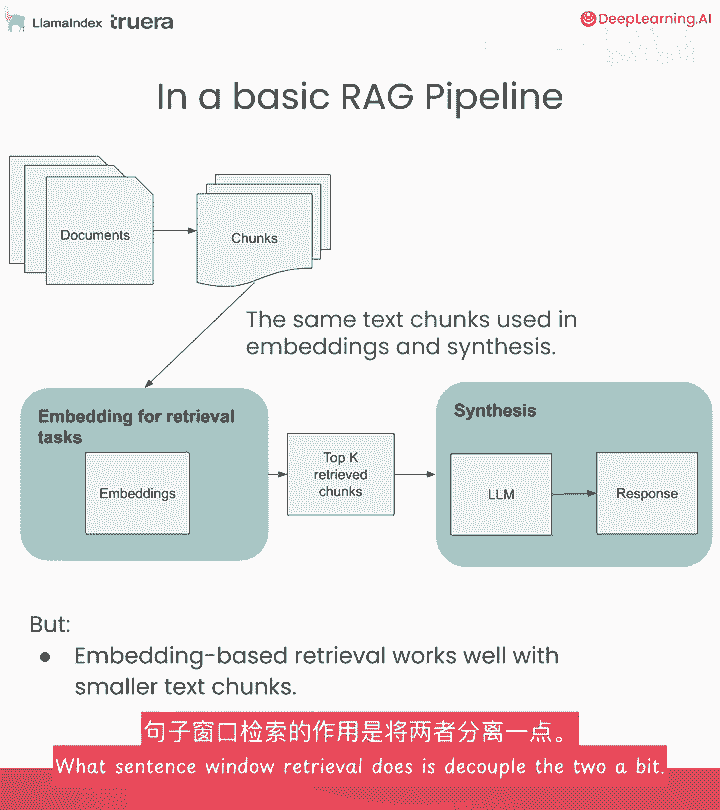 LlamaIndex truera
DeepLearning.AI
In a basic RAG Pipeline
Documents
Chunks
The same text chunks used in
embeddings and synthesis.
Embedding for retrieval
tasks
Embeddings
Top K
retrieved
chunks
Synthesis
LLM
Response
But:
● Embedding-based retrieval works well with
smaller text chunks.
句子窗口检索的作用是将两者分离一点。
What sentence window retrieval does is decouple the two a bit.